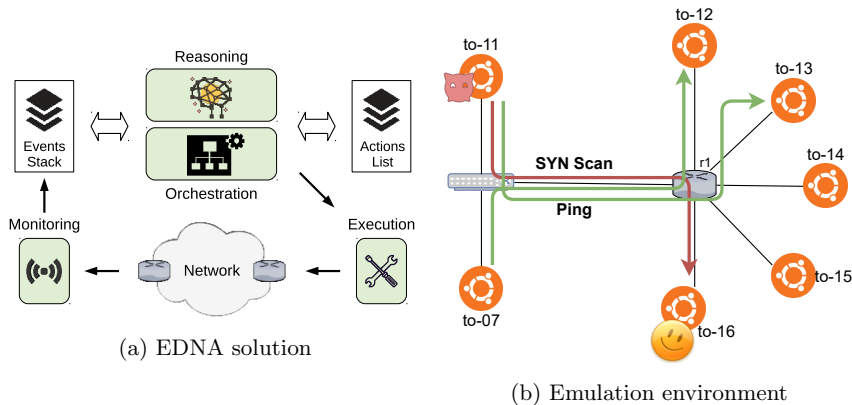 Reasoning
Events
Stack
Actions
List
Orchestration
Monitoring
Execution
Network
(a) EDNA solution
to-12
to-11
to-13
r1
SYN Scan
to-14
Ping
to-15
to-07
to-16
(b) Emulation environment